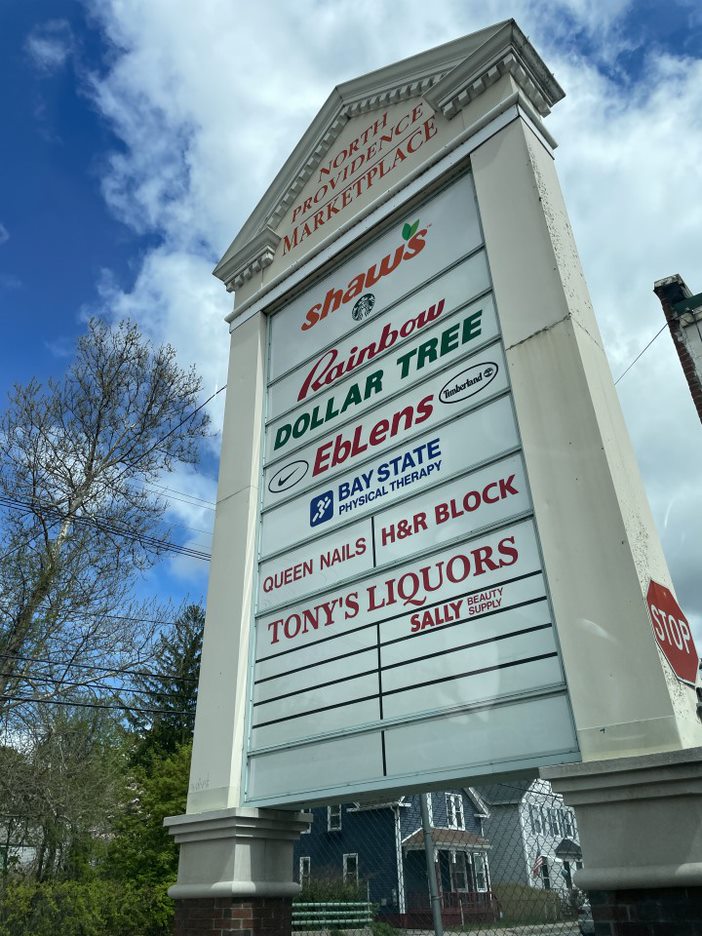 NORTH
PROVIDENCE
MARKETPLACE
shaw's
Rainbow
DOLLAR TREE
EbLens
Timberland
BAY STATE
PHYSICAL THERAPY
QUEEN NAILS
H&R BLOCK
TONY'S LIQUORS
SALLY BEAUTY
SUPPLY
STOP